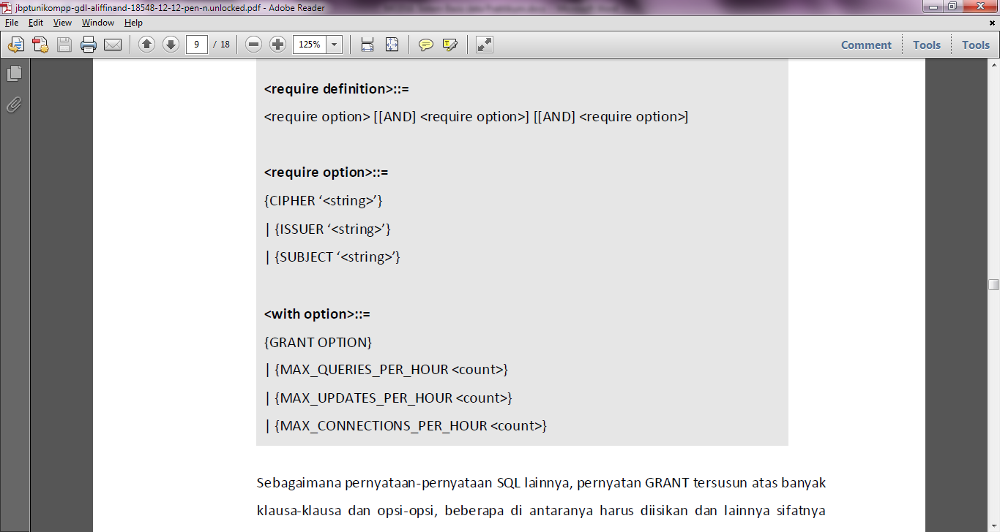 jbptunikompp-gdl-aliffinand-18548-12-12-pen-n.unlocked.pdf - Adobe Reader
File Edit View Window Help
9 / 18 125% Comment Tools Tools
<require definition>::=
<require option> [[AND] <require option>] [[AND] <require option>]
<require option>::=
{CIPHER ‘<string>’}
| {ISSUER ‘<string>’}
| {SUBJECT ‘<string>’}
<with option>::=
{GRANT OPTION}
| {MAX_QUERIES_PER_HOUR <count>}
| {MAX_UPDATES_PER_HOUR <count>}
| {MAX_CONNECTIONS_PER_HOUR <count>}
Sebagaimana pernyataan-pernyataan SQL lainnya, pernyatan GRANT tersusun atas banyak
klausa-klausa dan opsi-opsi, beberapa di antaranya harus diisikan dan lainnya sifatnya